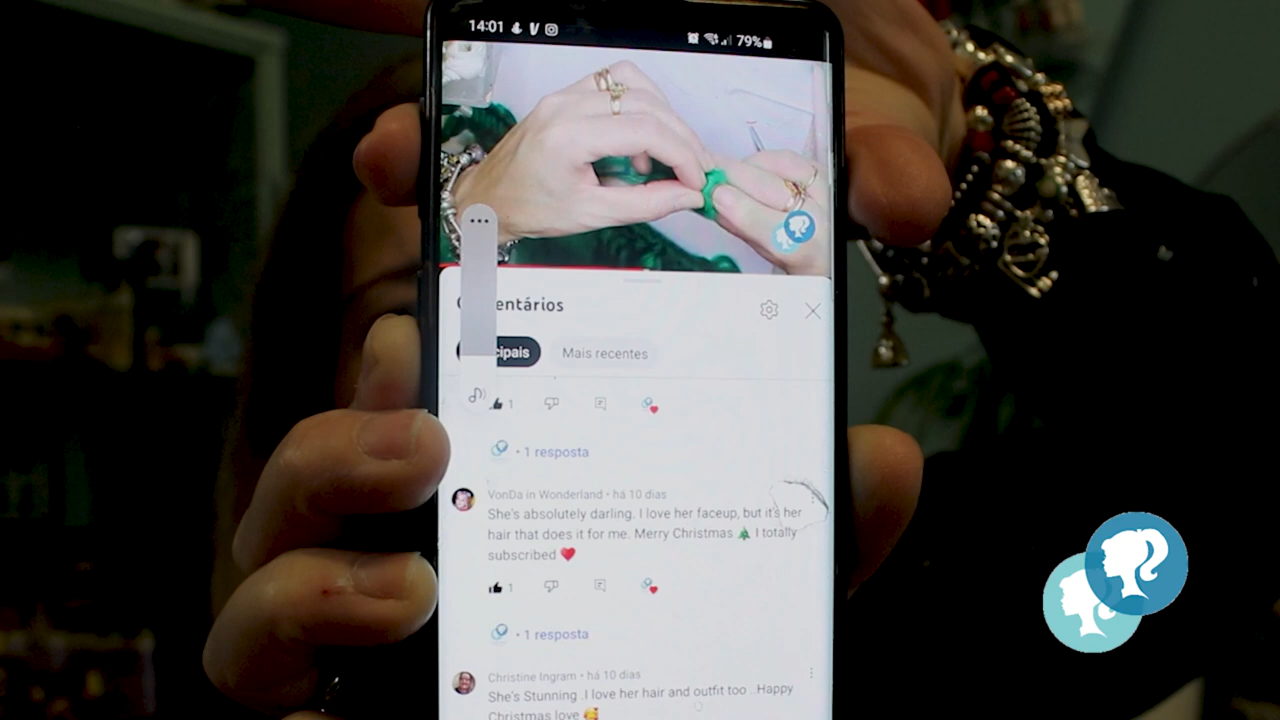 14:01
79%
entários
cipais
Mais recentes
1
• 1 resposta
VonDa in Wonderland • há 10 dias
She's absolutely darling. I love her faceup, but it's her
hair that does it for me. Merry Christmas 🎄 I totally
subscribed ❤️
1
• 1 resposta
Christine Ingram • há 10 dias
She's Stunning .I love her hair and outfit too ..Happy
Christmas love 🥰